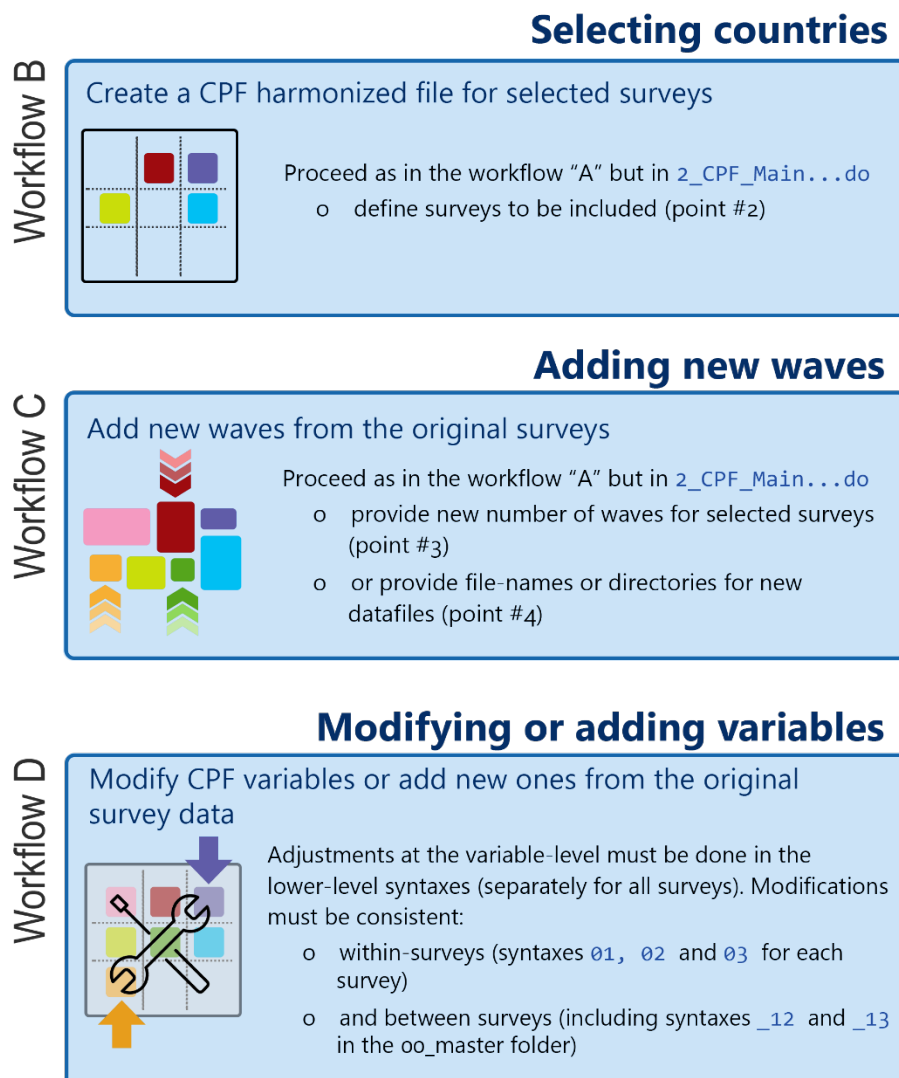 Selecting countries
Workflow B
Create a CPF harmonized file for selected surveys
Proceed as in the workflow “A” but in 2_CPF_Main...do
o define surveys to be included (point #2)
Adding new waves
Workflow C
Add new waves from the original surveys
Proceed as in the workflow “A” but in 2_CPF_Main...do
o provide new number of waves for selected surveys
(point #3)
o or provide file-names or directories for new
datafiles (point #4)
Modifying or adding variables
Workflow D
Modify CPF variables or add new ones from the original
survey data
Adjustments at the variable-level must be done in the
lower-level syntaxes (separately for all surveys). Modifications
must be consistent:
o within-surveys (syntaxes 01, 02 and 03 for each
survey)
o and between surveys (including syntaxes _12 and _13
in the 00_master folder)